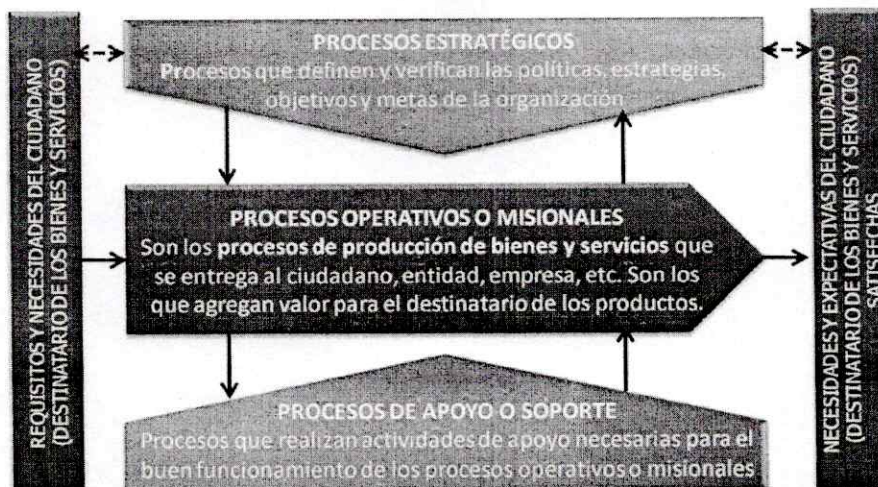 REQUISITOS Y NECESIDADES DEL CIUDADANO
(DESTINATARIO DE LOS BIENES Y SERVICIOS)
PROCESOS ESTRATÉGICOS
Procesos que definen y verifican las políticas, estrategias,
objetivos y metas de la organización
PROCESOS OPERATIVOS O MISIONALES
Son los procesos de producción de bienes y servicios que
se entrega al ciudadano, entidad, empresa, etc. Son los
que agregan valor para el destinatario de los productos.
PROCESOS DE APOYO O SOPORTE
Procesos que realizan actividades de apoyo necesarias para el
buen funcionamiento de los procesos operativos o misionales
NECESIDADES Y EXPECTATIVAS DEL CIUDADANO
(DESTINATARIO DE LOS BIENES Y SERVICIOS)
SATISFECHAS